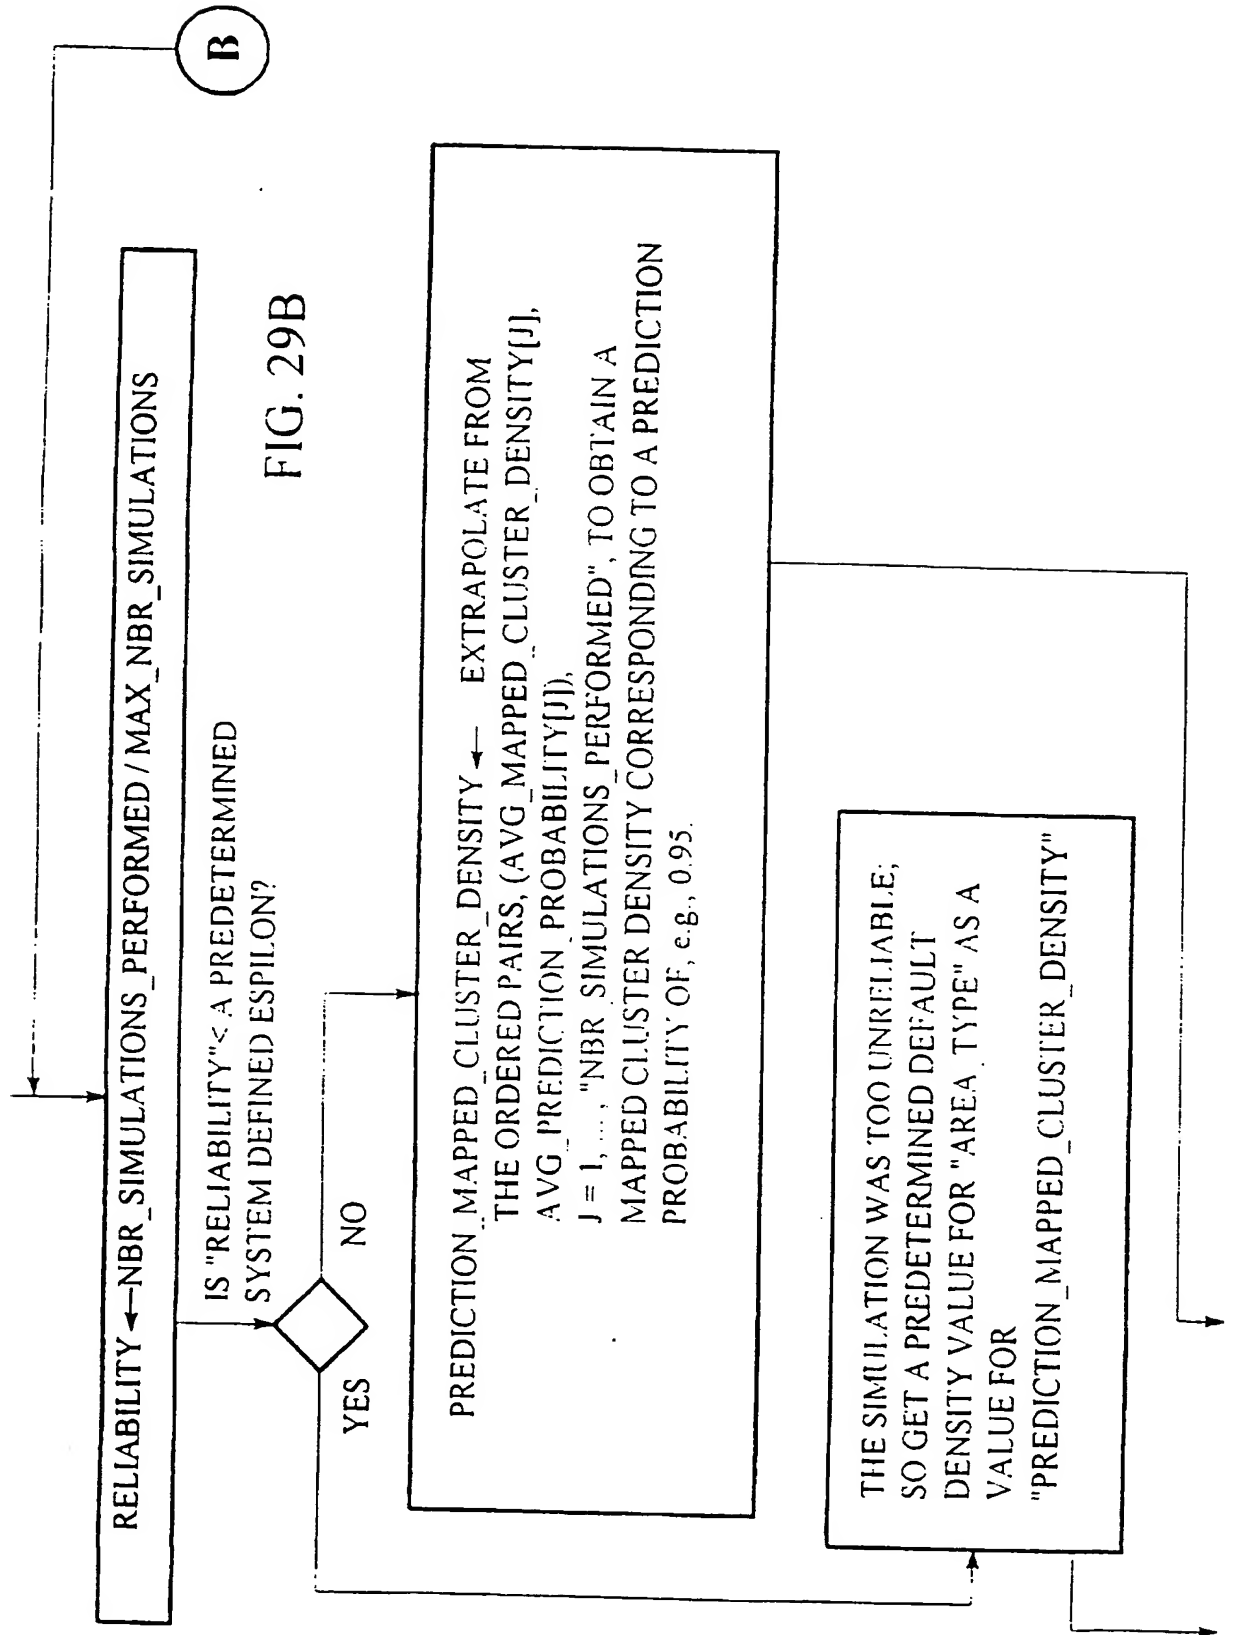 B
RELIABILITY ← NBR_SIMULATIONS_PERFORMED / MAX_NBR_SIMULATIONS
FIG. 29B
IS "RELIABILITY" < A PREDETERMINED
SYSTEM DEFINED ESPILON?
YES
NO
PREDICTION_MAPPED_CLUSTER_DENSITY ← EXTRAPOLATE FROM
THE ORDERED PAIRS, (AVG_MAPPED_CLUSTER_DENSITY[J],
AVG_PREDICTION_PROBABILITY[J]),
J = 1, ... , "NBR_SIMULATIONS_PERFORMED", TO OBTAIN A
MAPPED CLUSTER DENSITY CORRESPONDING TO A PREDICTION
PROBABILITY OF, e.g., 0.95.
THE SIMULATION WAS TOO UNRELIABLE;
SO GET A PREDETERMINED DEFAULT
DENSITY VALUE FOR "AREA_TYPE" AS A
VALUE FOR
"PREDICTION_MAPPED_CLUSTER_DENSITY"